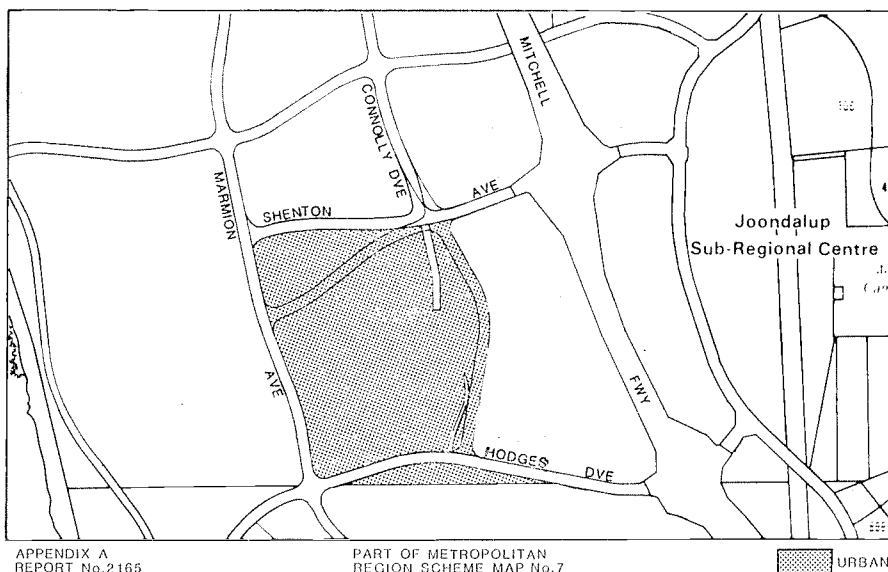 MITCHELL
CONNOLLY DVE
AVE
MARMION
SHENTON
Joondalup
Sub-Regional Centre
AVE
FWY
HODGES
DVE
APPENDIX A
REPORT No.2165
PART OF METROPOLITAN
REGION SCHEME MAP No.7
URBAN